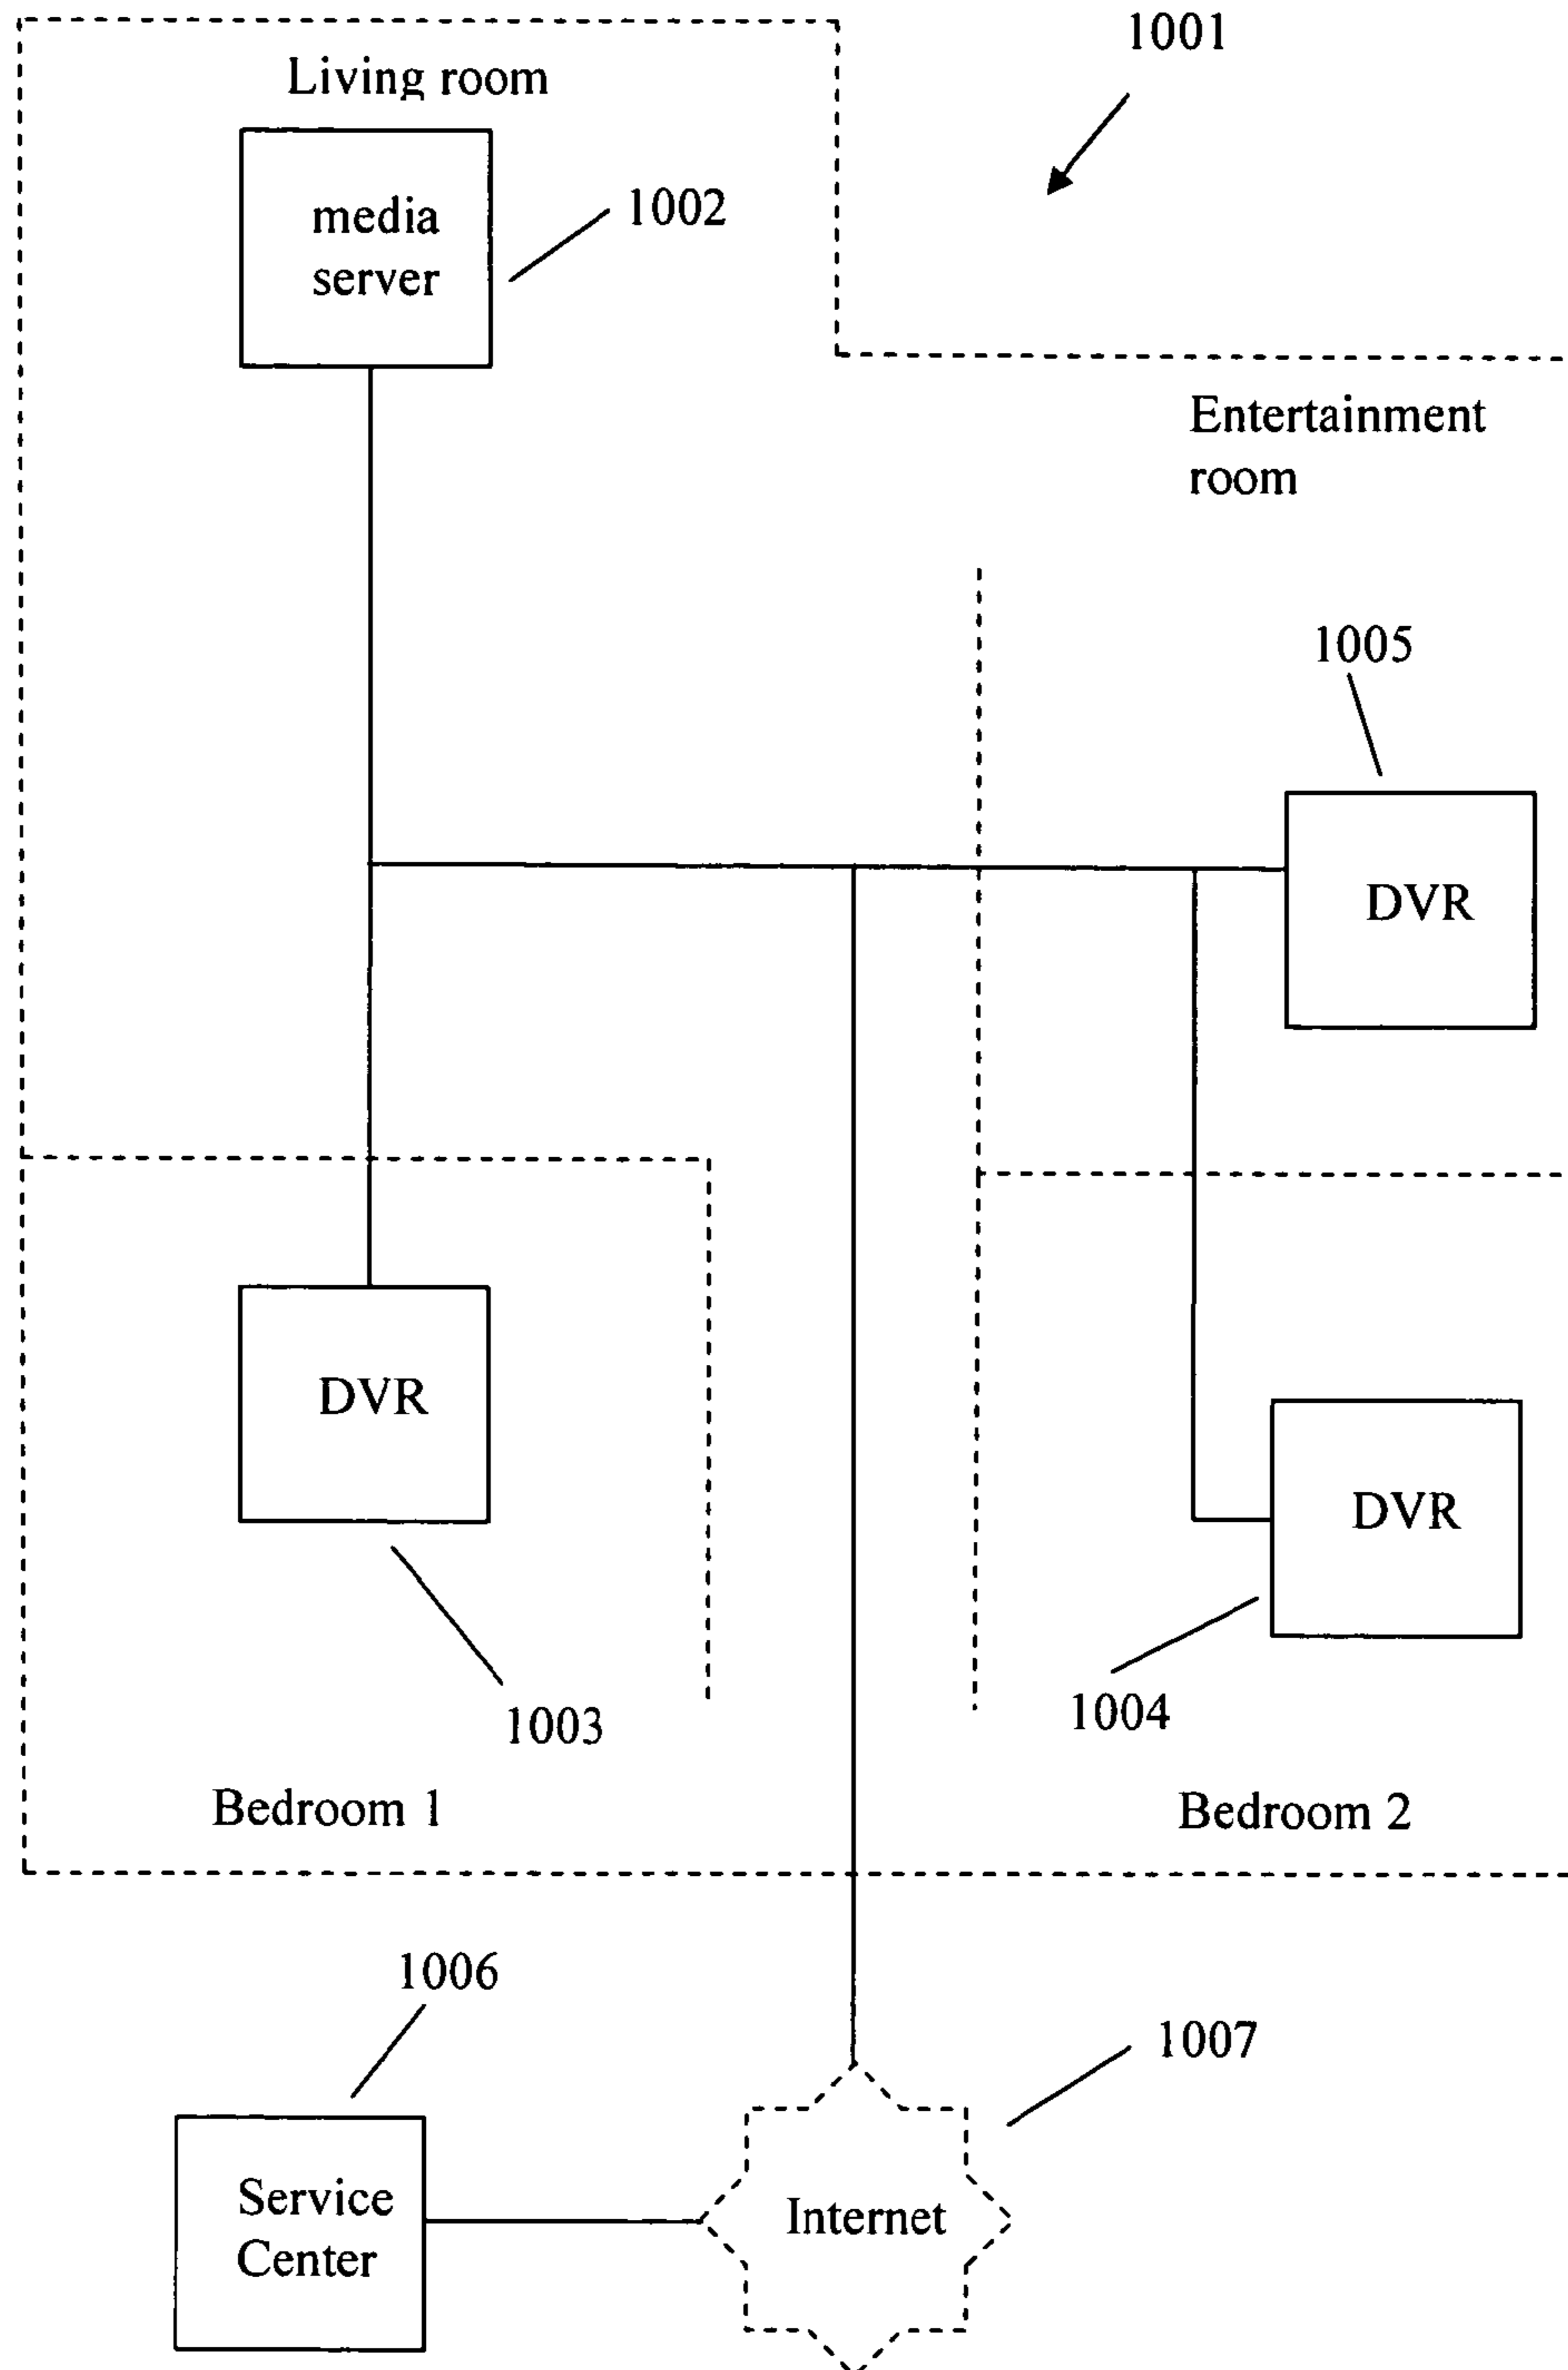 1001
Living room
media
server
1002
Entertainment
room
1005
DVR
DVR
DVR
1003
1004
Bedroom 1
Bedroom 2
1006
1007
Service
Center
Internet